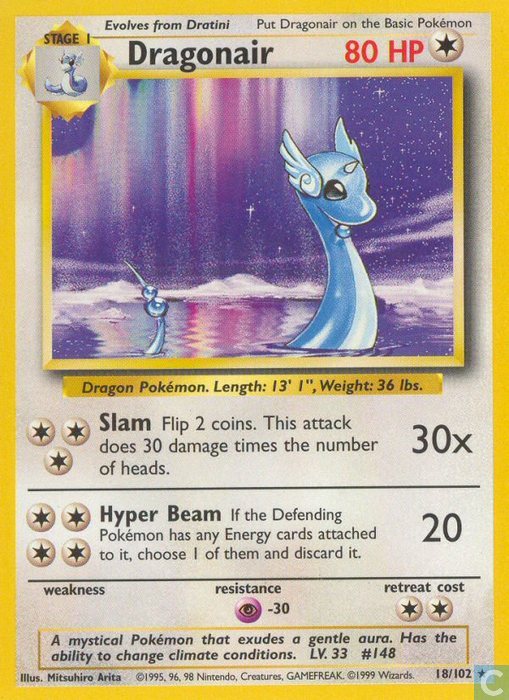 Evolves from Dratini
Put Dragonair on the Basic Pokémon
STAGE 1
Dragonair
80 HP
Dragon Pokémon. Length: 13' 1", Weight: 36 lbs.
Slam Flip 2 coins. This attack
does 30 damage times the number
of heads.
30x
Hyper Beam If the Defending
Pokémon has any Energy cards attached
to it, choose 1 of them and discard it.
20
weakness
resistance
retreat cost
-30
A mystical Pokémon that exudes a gentle aura. Has the
ability to change climate conditions. LV. 33 #148
Illus. Mitsuhiro Arita
©1995, 96, 98 Nintendo, Creatures, GAMEFREAK. ©1999 Wizards.
18/102 ★
C